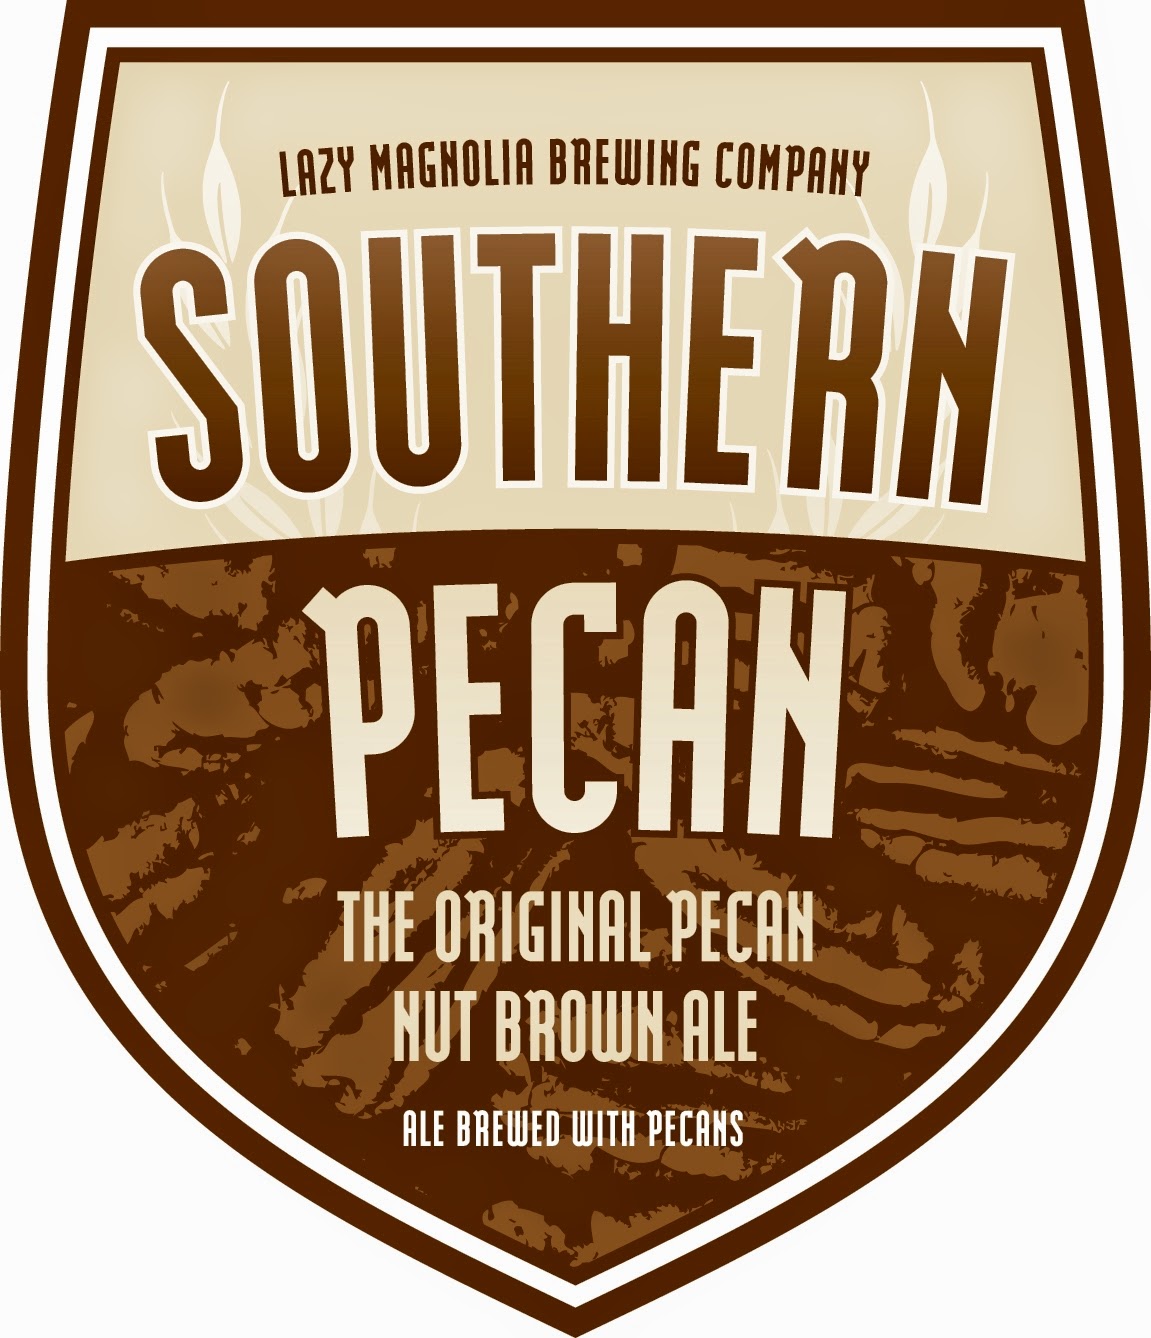 LAZY MAGNOLIA BREWING COMPANY
SOUTHERN
PECAN
THE ORIGINAL PECAN
NUT BROWN ALE
ALE BREWED WITH PECANS